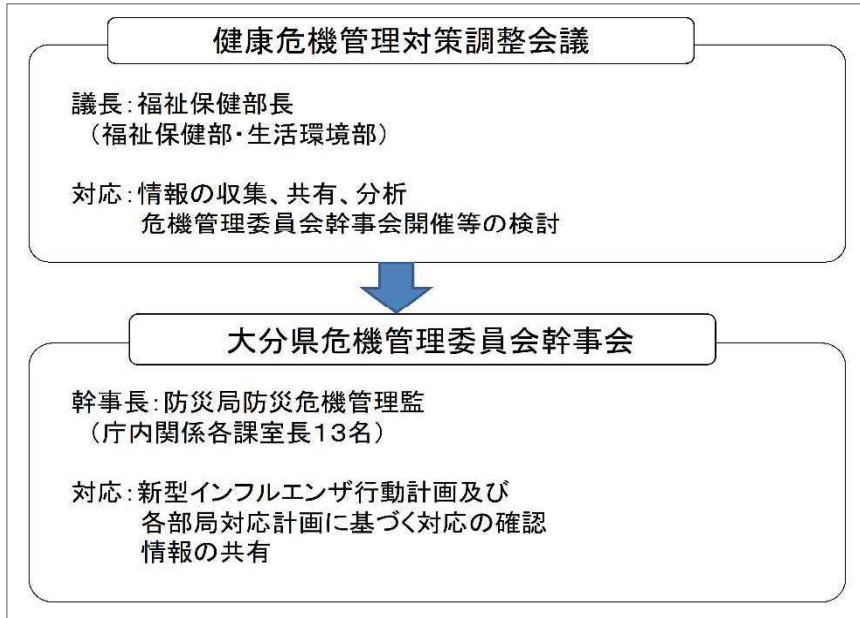 健康危機管理対策調整会議
議長:福祉保健部長
(福祉保健部・生活環境部)
対応:情報の収集、共有、分析
危機管理委員会幹事会開催等の検討
大分県危機管理委員会幹事会
幹事長:防災局防災危機管理監
(庁内関係各課室長13名)
対応:新型インフルエンザ行動計画及び
各部局対応計画に基づく対応の確認
情報の共有